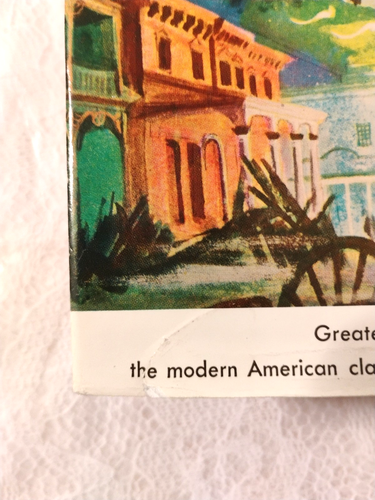 Greate
the modern American cla